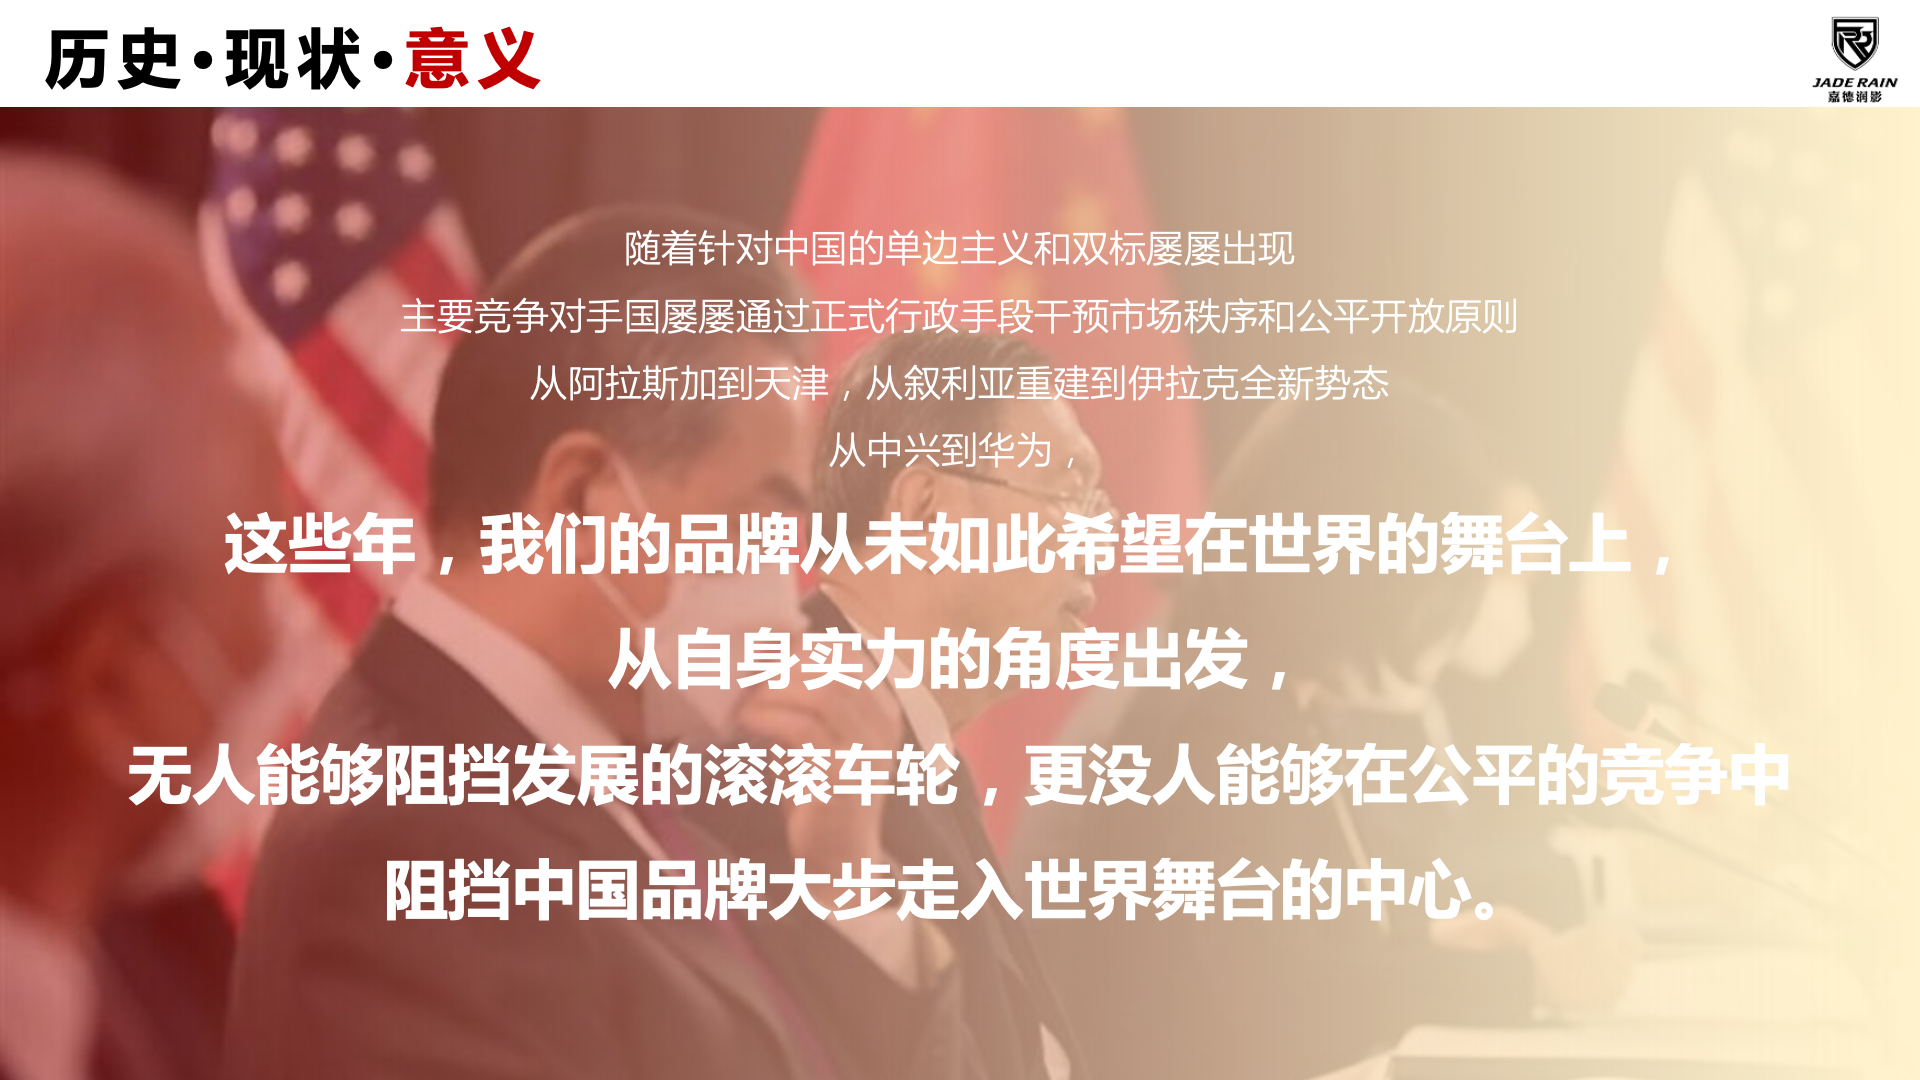 历史·现状·意义
JADE RAIN
嘉德润影
随着针对中国的单边主义和双标屡屡出现
主要竞争对手国屡屡通过正式行政手段干预市场秩序和公平开放原则
从阿拉斯加到天津，从叙利亚重建到伊拉克全新势态
从中兴到华为，
这些年，我们的品牌从未如此希望在世界的舞台上，
从自身实力的角度出发，
无人能够阻挡发展的滚滚车轮，更没人能够在公平的竞争中
阻挡中国品牌大步走入世界舞台的中心。